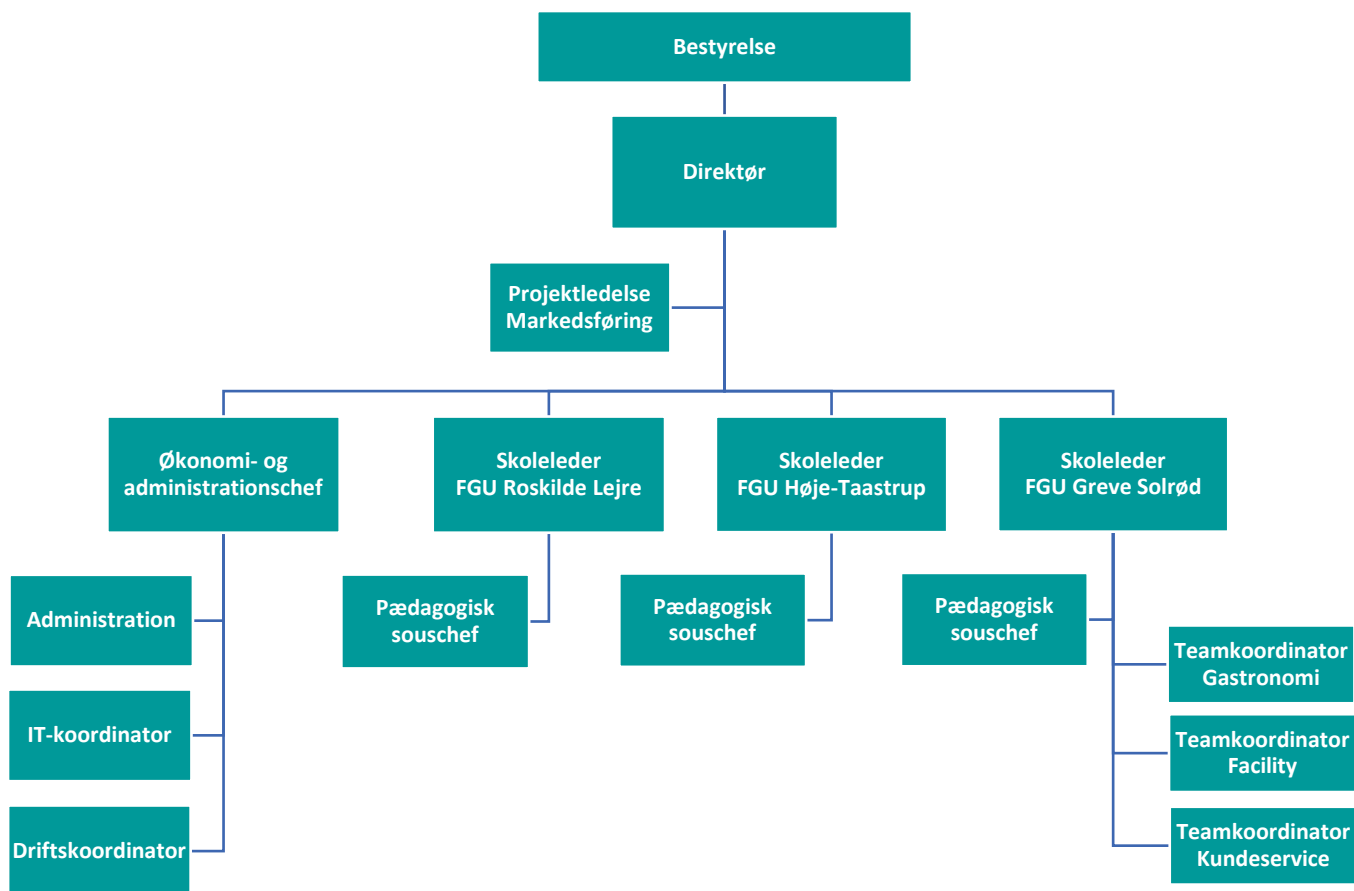 Bestyrelse
Direktør
Projektledelse
Markedsføring
Økonomi- og
administrationschef
Skoleleder
FGU Roskilde Lejre
Skoleleder
FGU Høje-Taastrup
Skoleleder
FGU Greve Solrød
Administration
IT-koordinator
Driftskoordinator
Pædagogisk
souschef
Pædagogisk
souschef
Pædagogisk
souschef
Teamkoordinator
Gastronomi
Teamkoordinator
Facility
Teamkoordinator
Kundeservice